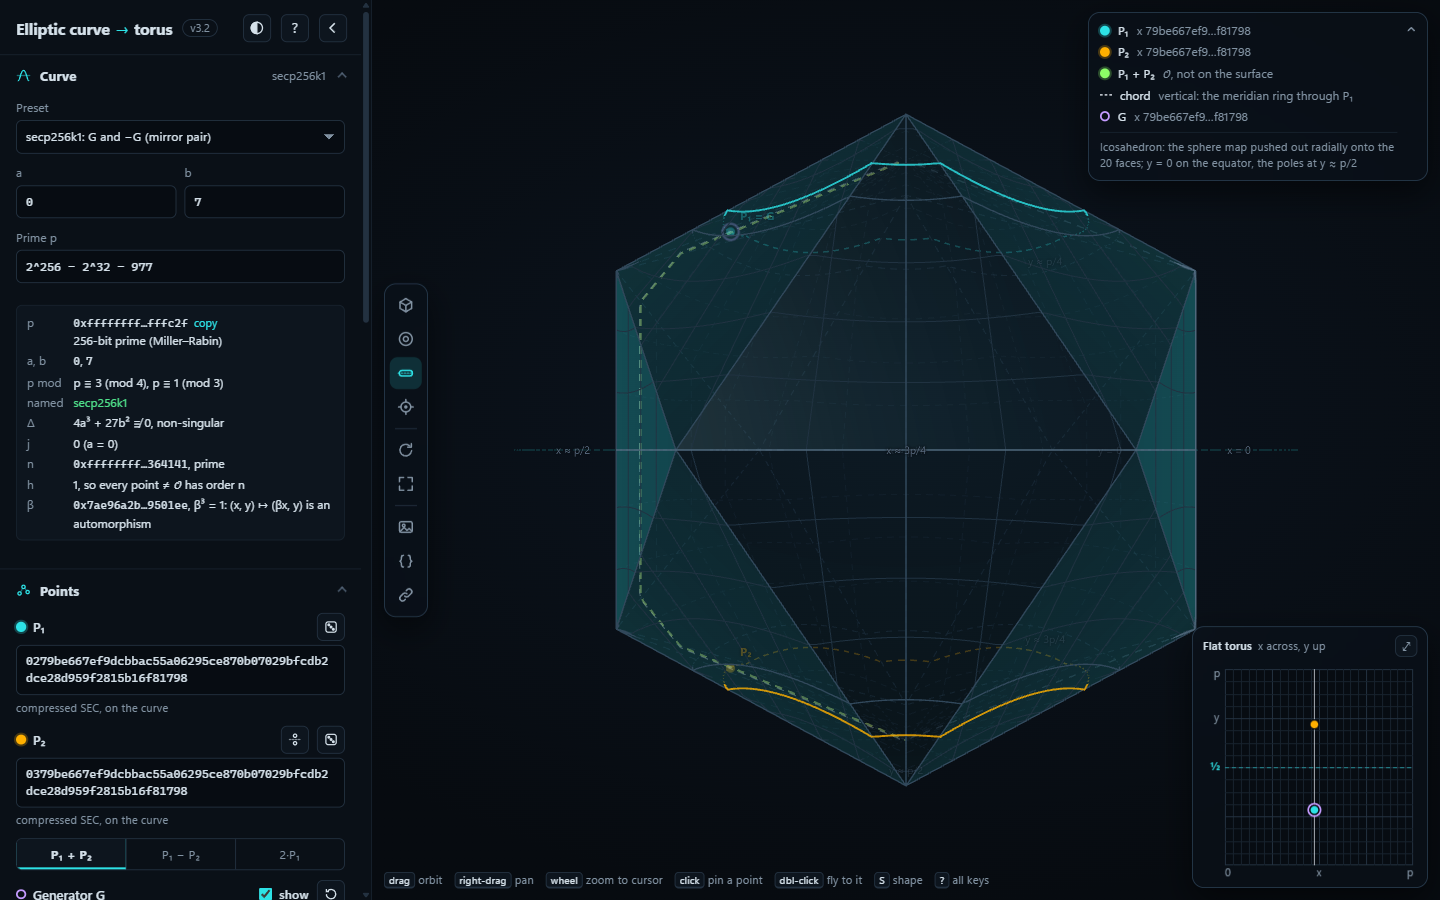 Elliptic curve → torus v3.2 ?
Curve secp256k1
Preset
secp256k1: G and −G (mirror pair)
a b
0 7
Prime p
2^256 − 2^32 − 977
p 0xffffffff…fffc2f copy
256-bit prime (Miller–Rabin)
a, b 0, 7
p mod p ≡ 3 (mod 4), p ≡ 1 (mod 3)
named secp256k1
Δ 4a³ + 27b² ≢ 0, non-singular
j 0 (a = 0)
n 0xffffffff…364141, prime
h 1, so every point ≠ 𝒪 has order n
β 0x7ae96a2b…9501ee, β³ = 1: (x, y) ↦ (βx, y) is an
automorphism
Points
P₁
0279be667ef9dcbbac55a06295ce870b07029bfcdb2
dce28d959f2815b16f81798
compressed SEC, on the curve
P₂
0379be667ef9dcbbac55a06295ce870b07029bfcdb2
dce28d959f2815b16f81798
compressed SEC, on the curve
P₁ + P₂ P₁ − P₂ 2·P₁
Generator G show
P₁ = G
y ≈ p/4
x ≈ p/2 x ≈ 3p/4 x = 0
y ≈ 3p/4
P₂
P₁ x 79be667ef9…f81798
P₂ x 79be667ef9…f81798
P₁ + P₂ 𝒪, not on the surface
chord vertical: the meridian ring through P₁
G x 79be667ef9…f81798
Icosahedron: the sphere map pushed out radially onto the
20 faces; y = 0 on the equator, the poles at y ≈ p/2
Flat torus x across, y up
p
y
½
0 x p
drag orbit right-drag pan wheel zoom to cursor click pin a point dbl-click fly to it S shape ? all keys